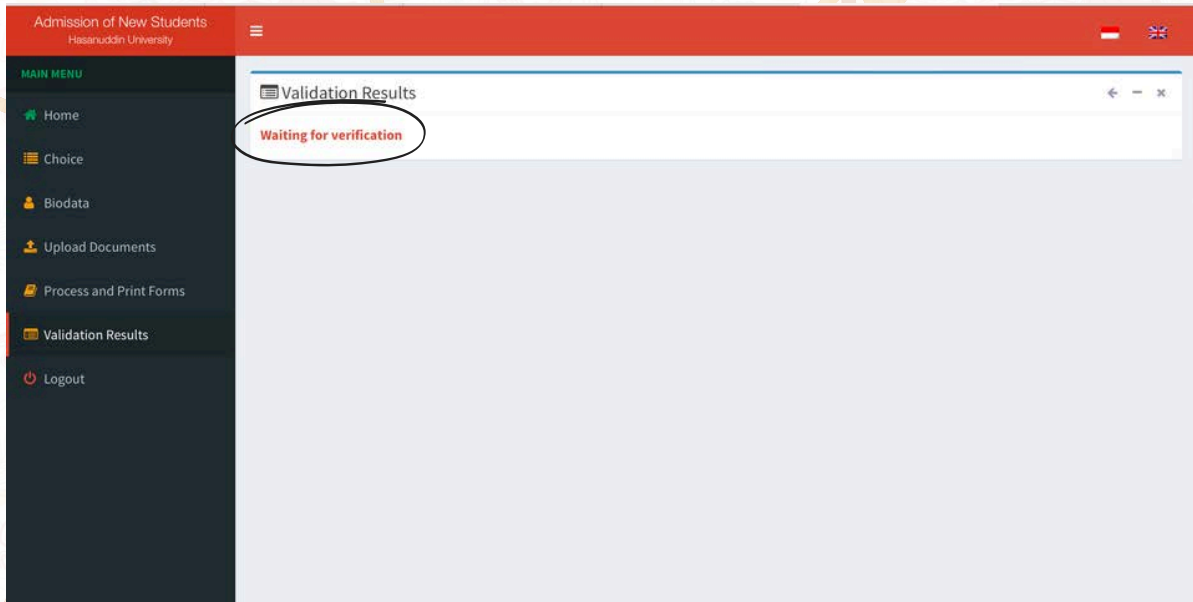 Admission of New Students
Hasanuddin University
MAIN MENU
Home
Choice
Biodata
Upload Documents
Process and Print Forms
Validation Results
Logout
Validation Results
Waiting for verification